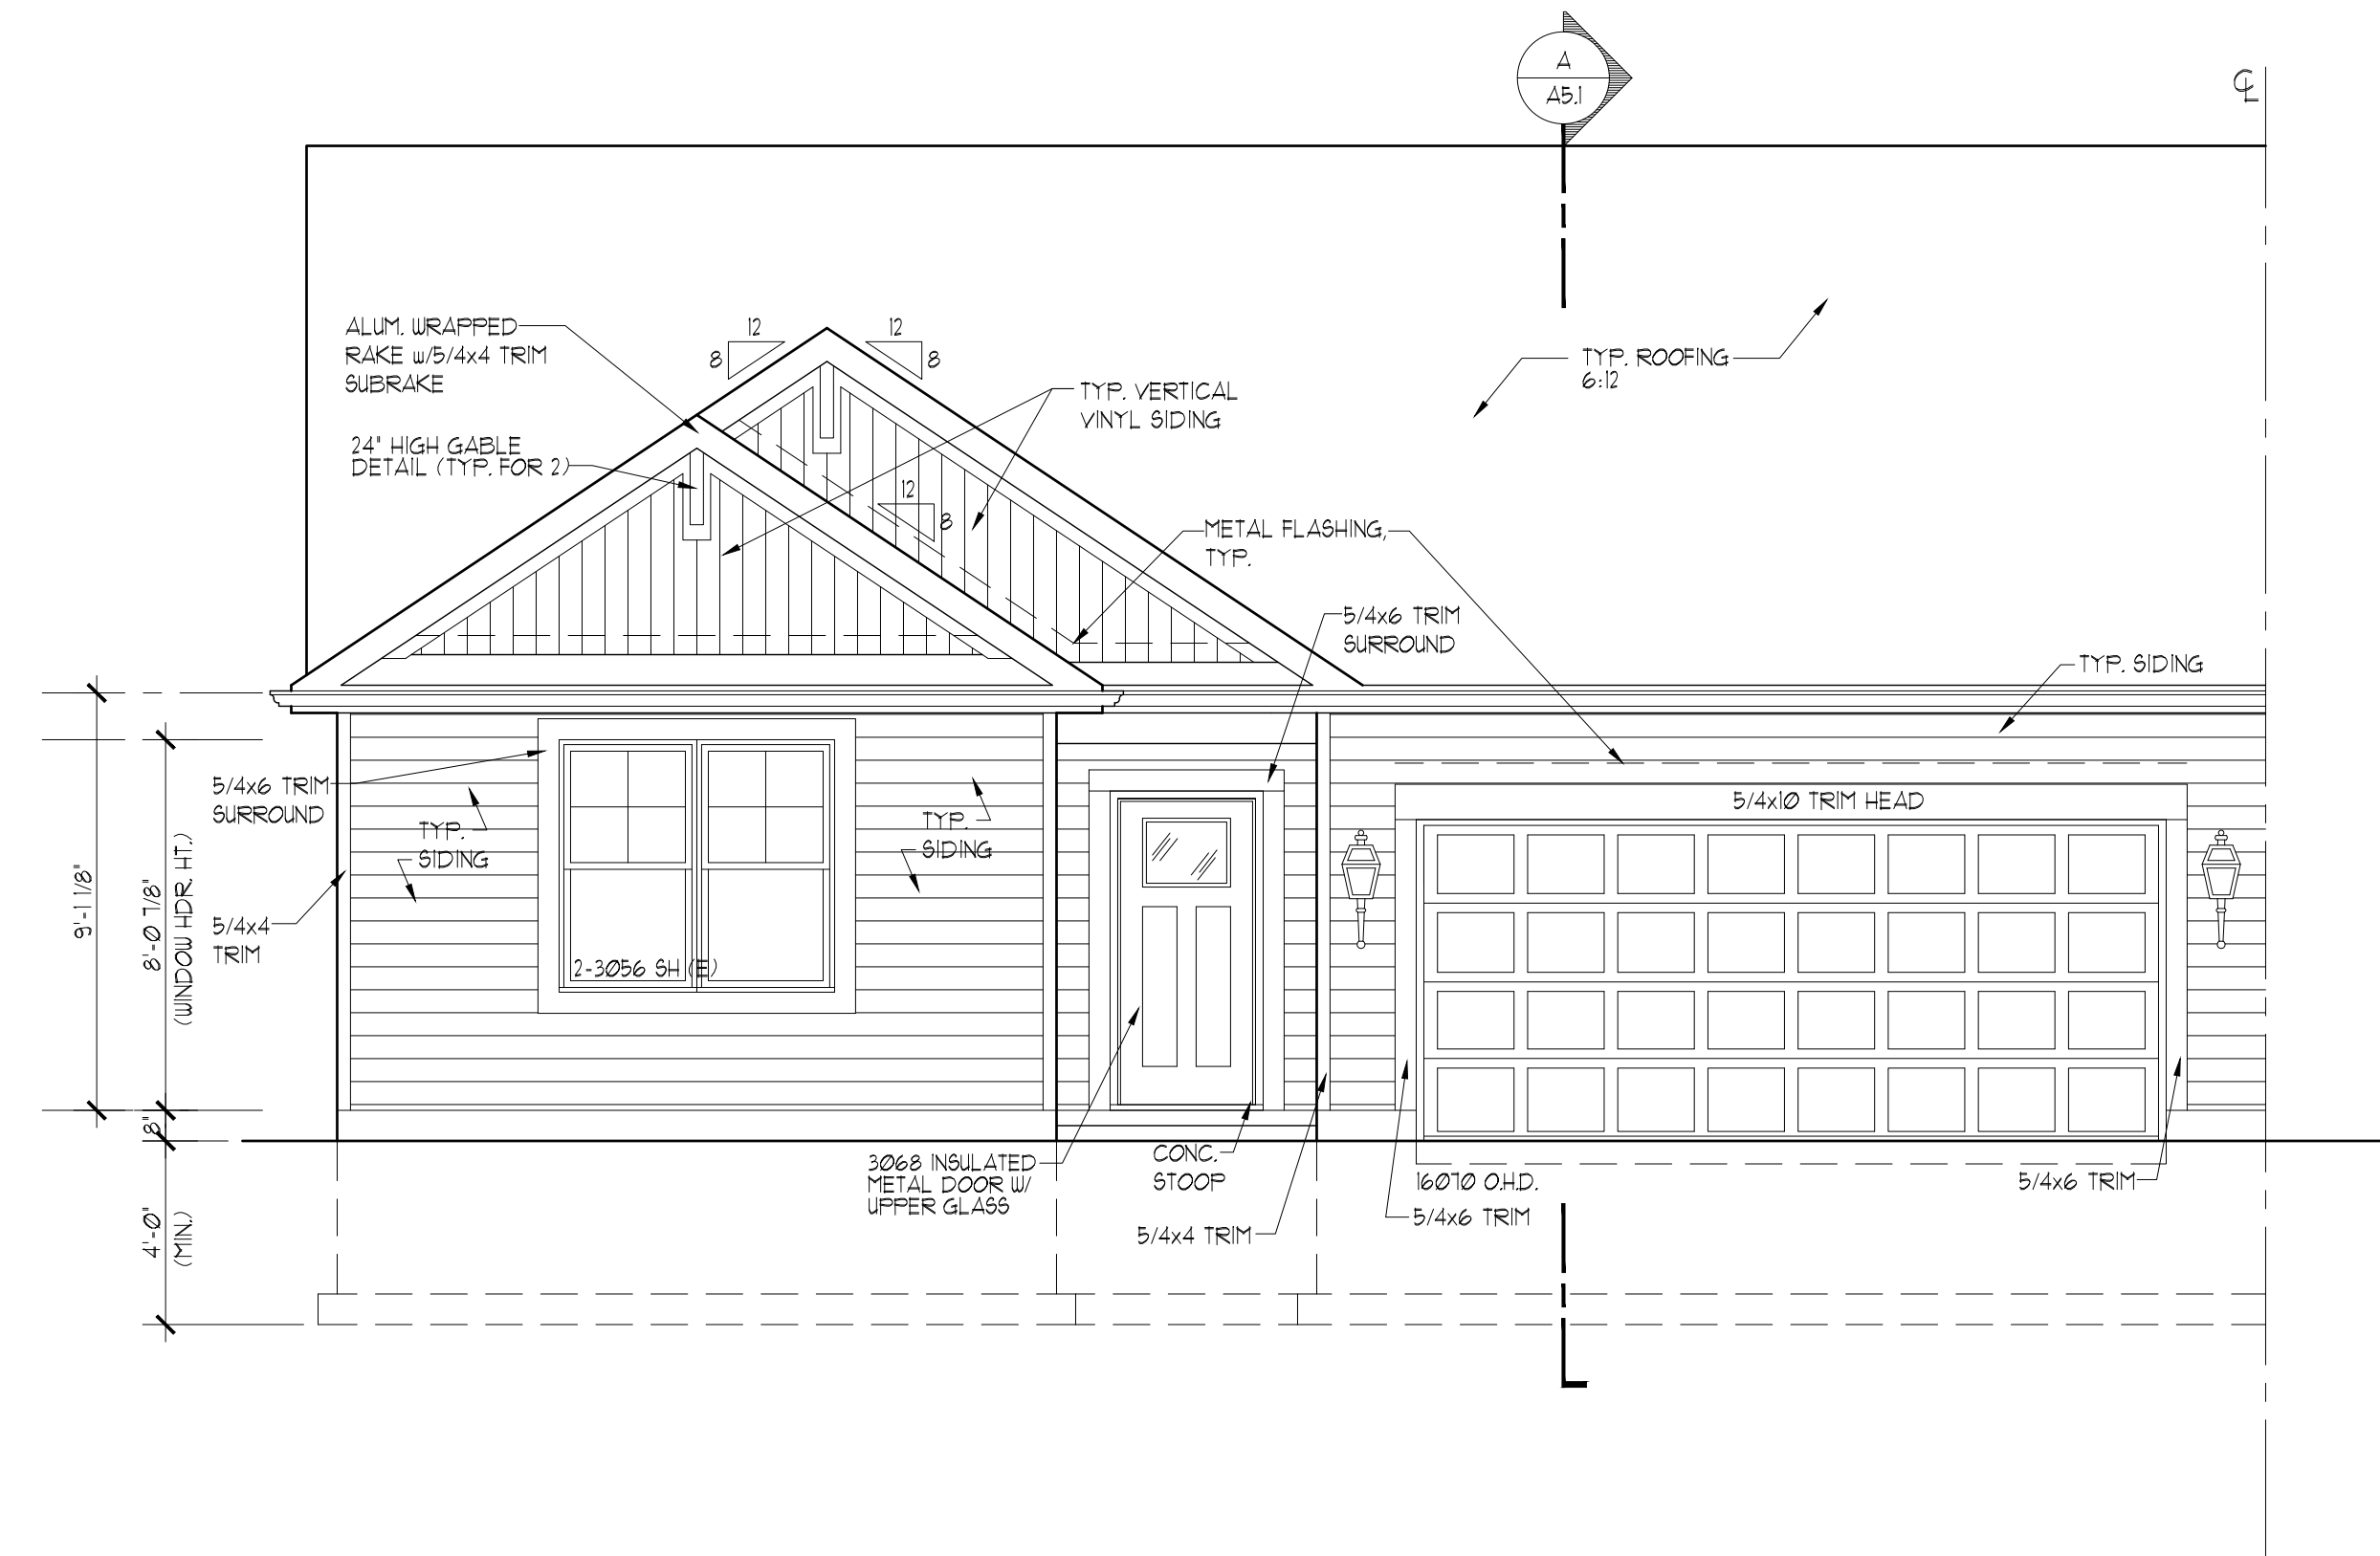 A
A5.1
CL
ALUM. WRAPPED
RAKE w/5/4x4 TRIM
SUBRAKE
12
8
12
8
TYP. ROOFING
6:12
TYP. VERTICAL
VINYL SIDING
24" HIGH GABLE
DETAIL (TYP. FOR 2)
12
8
METAL FLASHING,
TYP.
5/4x6 TRIM
SURROUND
TYP. SIDING
5/4x6 TRIM
SURROUND
TYP.
SIDING
TYP.
SIDING
5/4x10 TRIM HEAD
9'-1 1/8"
8'-0 7/8"
(WINDOW HDR. HT.)
5/4x4
TRIM
2-3056 SH (E)
8"
3068 INSULATED
METAL DOOR W/
UPPER GLASS
CONC.
STOOP
16070 O.H.D.
5/4x6 TRIM
5/4x6 TRIM
5/4x4 TRIM
4'-0"
(MIN.)